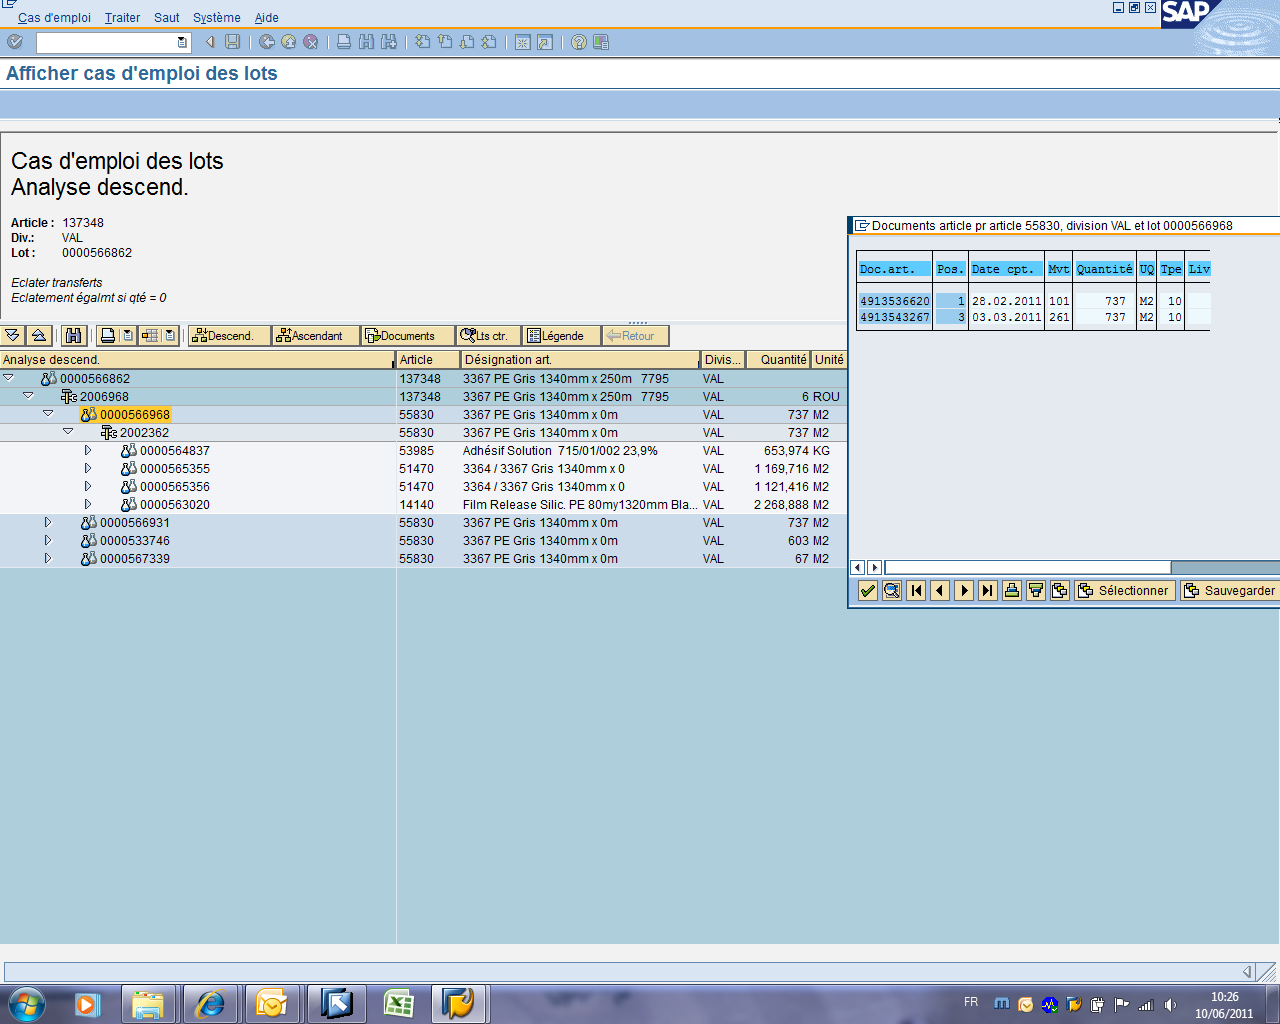 Cas d'emploi Traiter Saut Système Aide
SAP
Afficher cas d'emploi des lots
Cas d'emploi des lots
Analyse descend.
Article : 137348
Div.: VAL
Lot : 0000566862
Eclater transferts
Eclatement égalmt si qté = 0
Descend. Ascendant Documents Lts ctr. Légende Retour
Analyse descend. Article Désignation art. Divis... Quantité Unité
0000566862 137348 3367 PE Gris 1340mm x 250m 7795 VAL
2006968 137348 3367 PE Gris 1340mm x 250m 7795 VAL 6 ROU
0000566968 55830 3367 PE Gris 1340mm x 0m VAL 737 M2
2002362 55830 3367 PE Gris 1340mm x 0m VAL 737 M2
0000564837 53985 Adhésif Solution 715/01/002 23,9% VAL 653,974 KG
0000565355 51470 3364 / 3367 Gris 1340mm x 0 VAL 1 169,716 M2
0000565356 51470 3364 / 3367 Gris 1340mm x 0 VAL 1 121,416 M2
0000563020 14140 Film Release Silic. PE 80my1320mm Bla... VAL 2 268,888 M2
0000566931 55830 3367 PE Gris 1340mm x 0m VAL 737 M2
0000533746 55830 3367 PE Gris 1340mm x 0m VAL 603 M2
0000567339 55830 3367 PE Gris 1340mm x 0m VAL 67 M2
Documents article pr article 55830, division VAL et lot 0000566968
Doc.art. Pos. Date cpt. Mvt Quantité UQ Tpe Liv
4913536620 1 28.02.2011 101 737 M2 10
4913543267 3 03.03.2011 261 737 M2 10
Sélectionner Sauvegarder
FR
10:26
10/06/2011